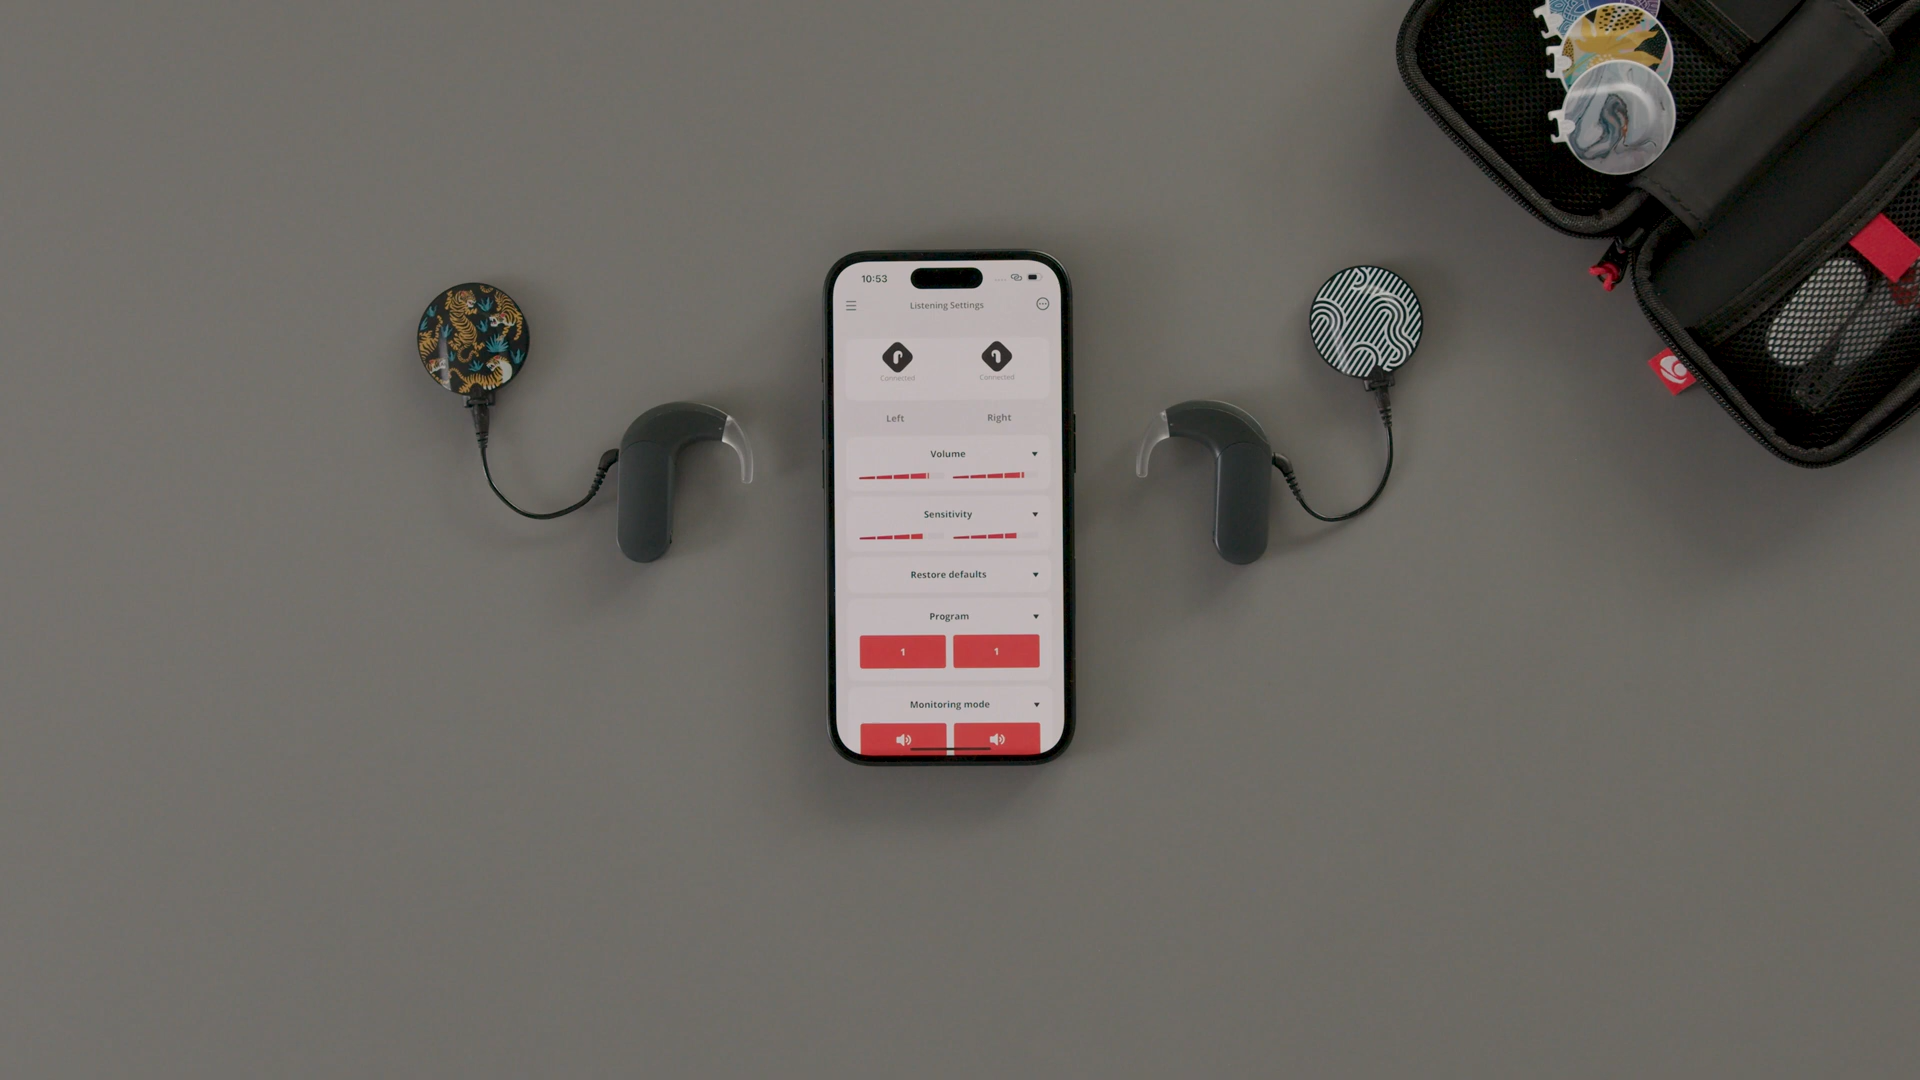 10:53
Listening Settings
Connected Connected
Left Right
Volume
Sensitivity
Restore defaults
Program
1 1
Monitoring mode